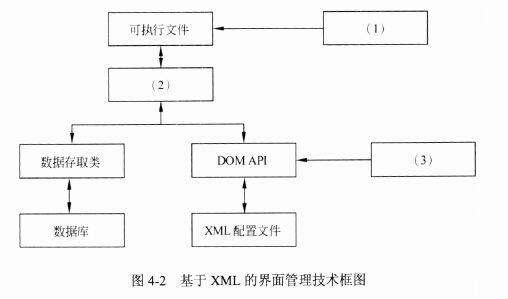 可执行文件
（1）
（2）
数据存取类
DOM API
（3）
数据库
XML 配置文件
图 4-2 基于 XML 的界面管理技术框图